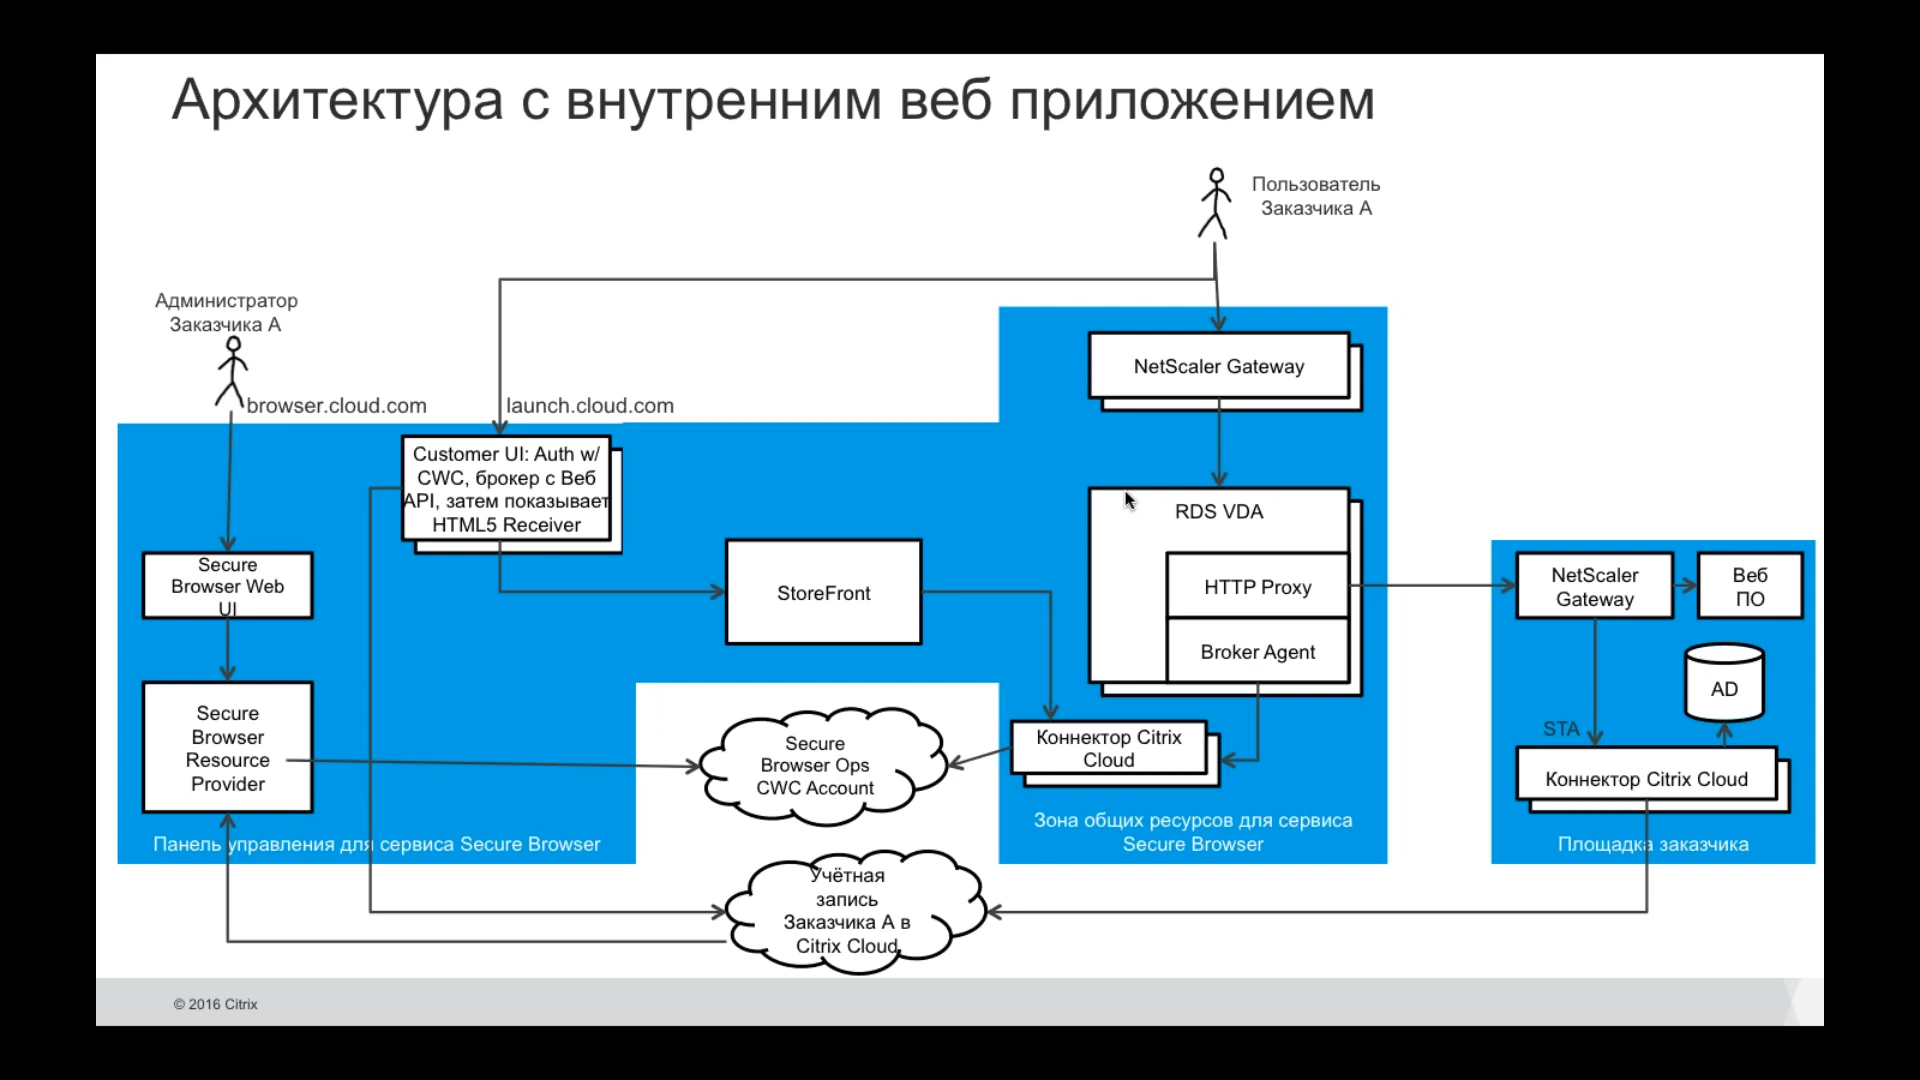 Архитектура с внутренним веб приложением
Пользователь
Заказчика А
Администратор
Заказчика А
browser.cloud.com
launch.cloud.com
NetScaler Gateway
Customer UI: Auth w/
CWC, брокер с Веб
API, затем показывает
HTML5 Receiver
RDS VDA
HTTP Proxy
Broker Agent
Secure
Browser Web
UI
StoreFront
NetScaler
Gateway
Веб
ПО
AD
STA
Secure
Browser
Resource
Provider
Secure
Browser Ops
CWC Account
Коннектор Citrix
Cloud
Коннектор Citrix Cloud
Панель управления для сервиса Secure Browser
Зона общих ресурсов для сервиса
Secure Browser
Площадка заказчика
Учётная
запись
Заказчика А в
Citrix Cloud
© 2016 Citrix